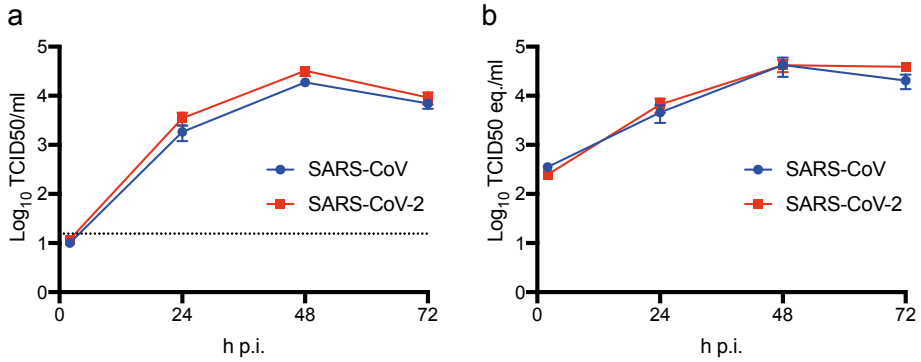 a
Log10 TCID50/ml
5
4
3
2
1
0
0
24
48
72
h p.i.
SARS-CoV
SARS-CoV-2
b
Log10 TCID50 eq./ml
5
4
3
2
1
0
0
24
48
72
h p.i.
SARS-CoV
SARS-CoV-2